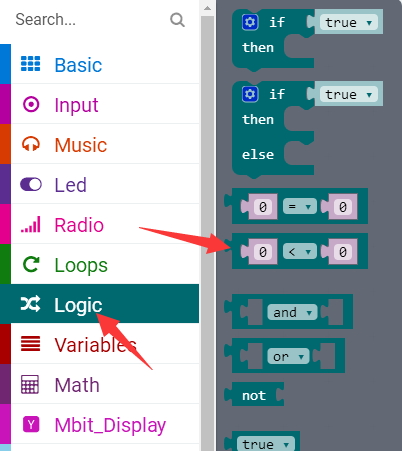 Search...
Basic
Input
Music
Led
Radio
Loops
Logic
Variables
Math
Mbit_Display
if true
then
if true
then
else
0 = 0
0 < 0
and
or
not
true